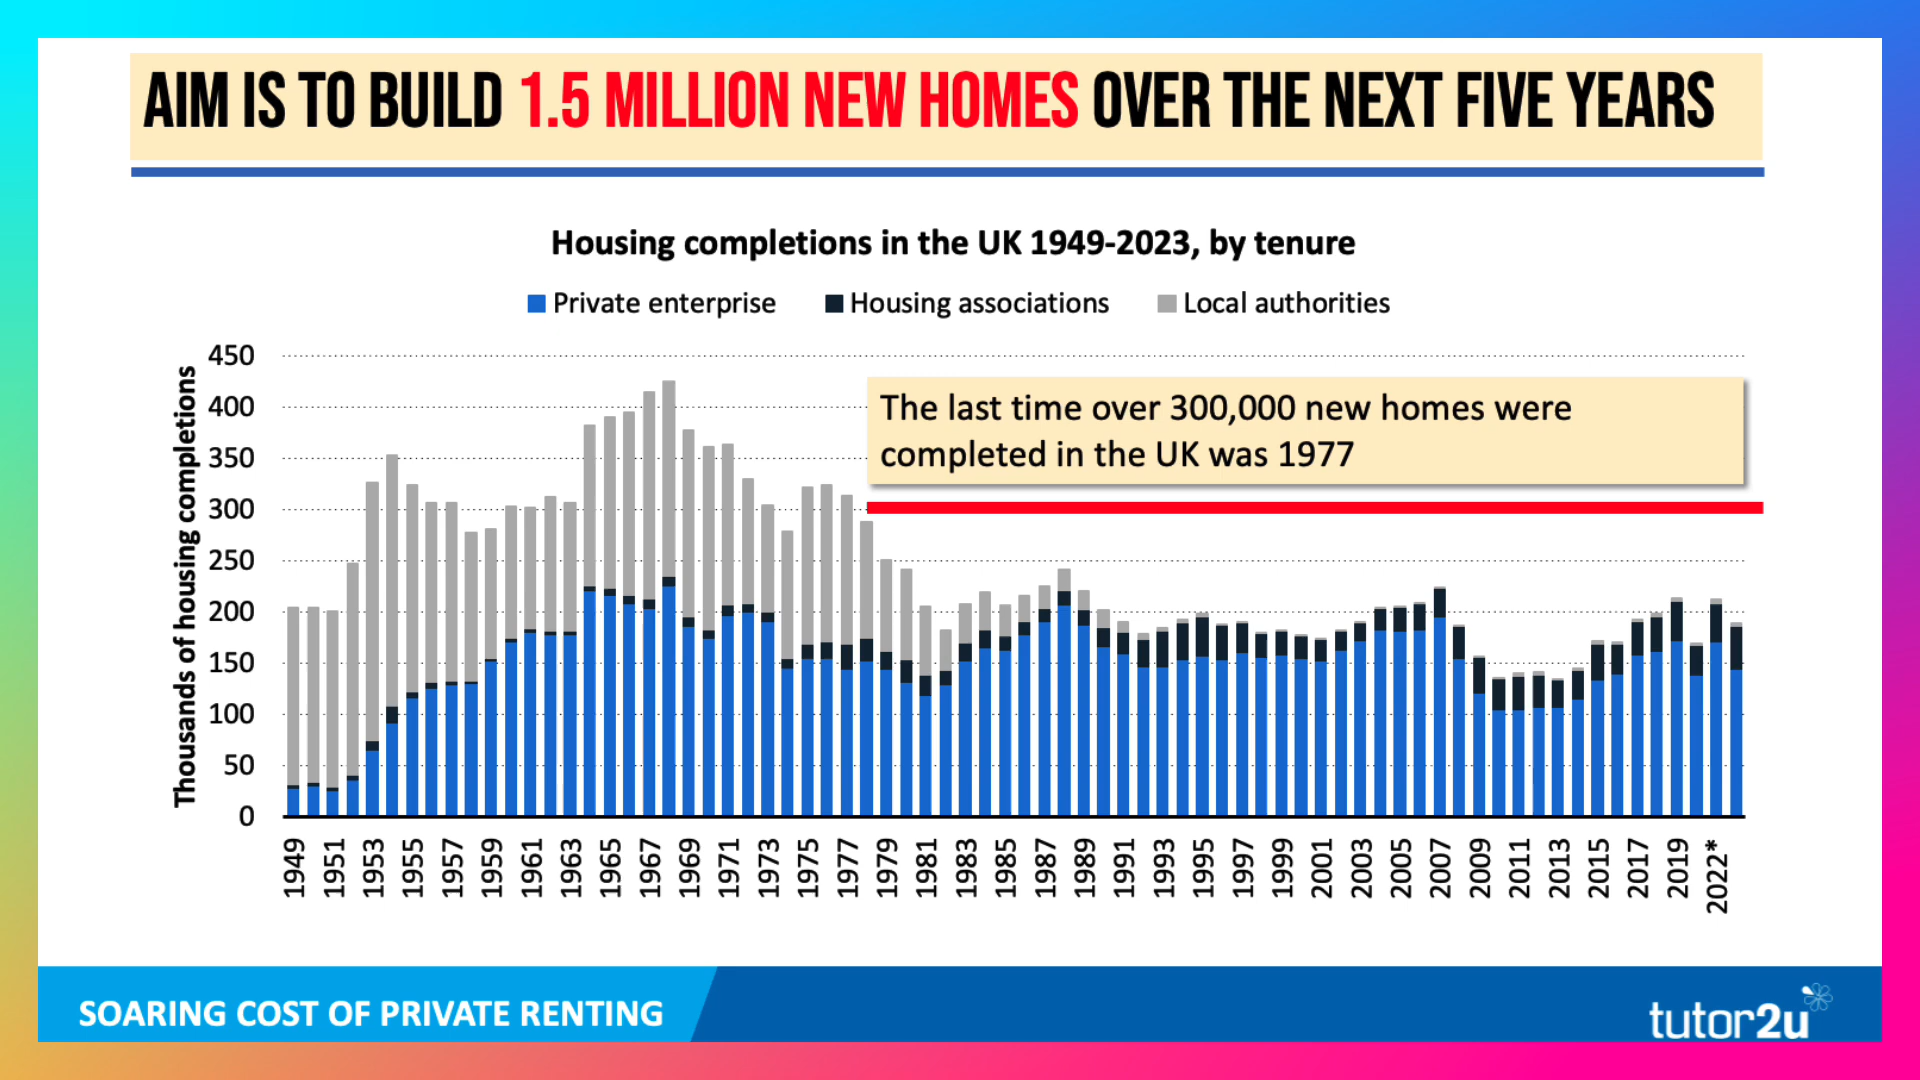 AIM IS TO BUILD 1.5 MILLION NEW HOMES OVER THE NEXT FIVE YEARS
Housing completions in the UK 1949-2023, by tenure
Private enterprise Housing associations Local authorities
Thousands of housing completions
450
400
350
300
250
200
150
100
50
0
The last time over 300,000 new homes were
completed in the UK was 1977
1949 1951 1953 1955 1957 1959 1961 1963 1965 1967 1969 1971 1973 1975 1977 1979 1981 1983 1985 1987 1989 1991 1993 1995 1997 1999 2001 2003 2005 2007 2009 2011 2013 2015 2017 2019 2022*
SOARING COST OF PRIVATE RENTING
tutor2u